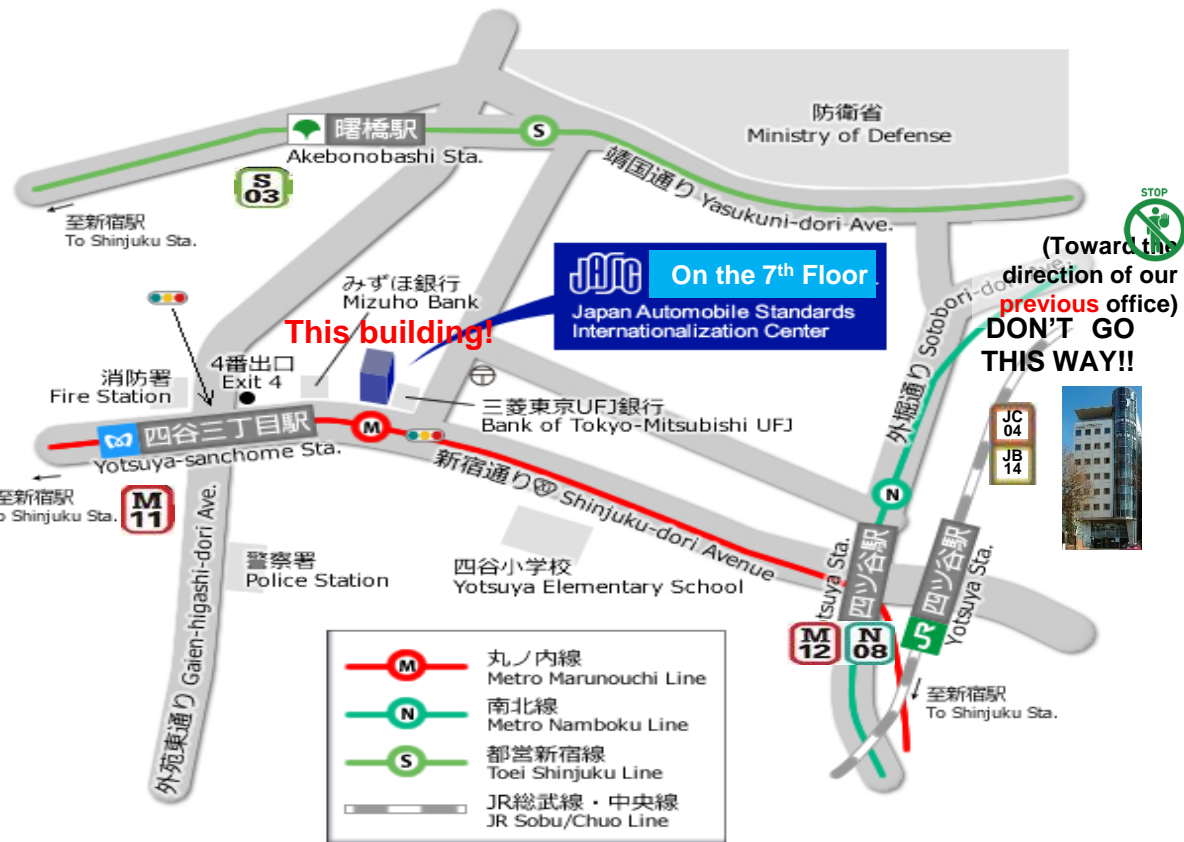 防衛省
Ministry of Defense
曙橋駅
S
Akebonobashi Sta.
靖国通り Yasukuni-dori Ave.
S
03
至新宿駅
To Shinjuku Sta.
STOP
(Toward the
direction of our
previous office)
DON'T GO
THIS WAY!!
JASIC
On the 7th Floor
Japan Automobile Standards
Internationalization Center
みずほ銀行
Mizuho Bank
This building!
4番出口
Exit 4
消防署
Fire Station
三菱東京UFJ銀行
Bank of Tokyo-Mitsubishi UFJ
外堀通り Sotobori-dori Ave.
四谷三丁目駅
M
Yotsuya-sanchome Sta.
新宿通り 20 Shinjuku-dori Avenue
JC
04
JB
14
N
至新宿駅
To Shinjuku Sta.
M
11
外苑東通り Gaien-higashi-dori Ave.
警察署
Police Station
四谷小学校
Yotsuya Elementary School
四ツ谷駅
Yotsuya Sta.
四ツ谷駅
Yotsuya Sta.
JR
M
12
N
08
至新宿駅
To Shinjuku Sta.
M
丸ノ内線
Metro Marunouchi Line
N
南北線
Metro Namboku Line
S
都営新宿線
Toei Shinjuku Line
JR総武線・中央線
JR Sobu/Chuo Line